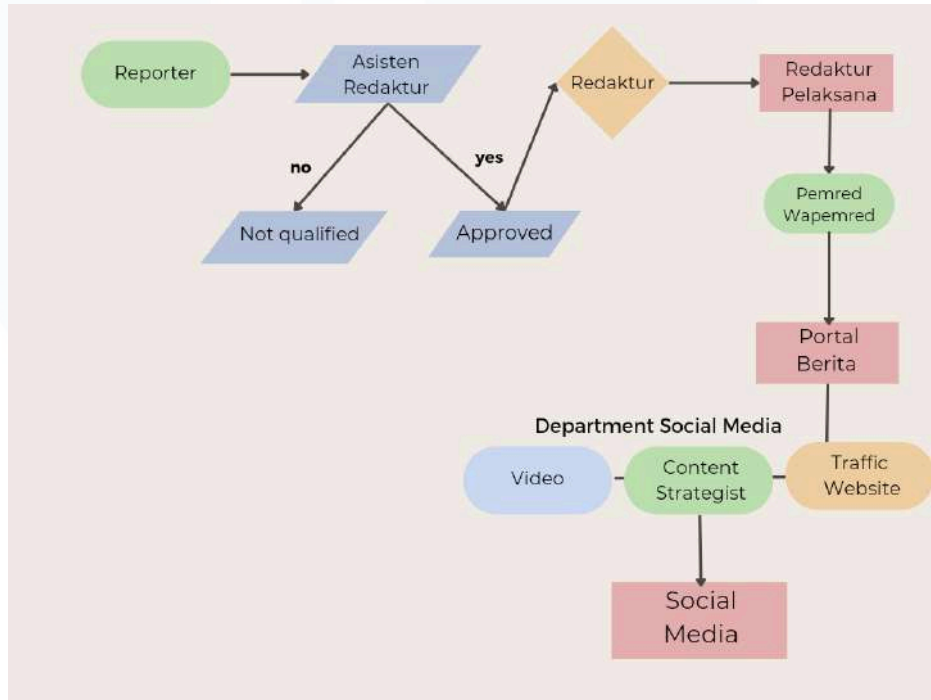 Reporter
Asisten
Redaktur
Redaktur
Redaktur
Pelaksana
no
yes
Not qualified
Approved
Pemred
Wapemred
Portal
Berita
Department Social Media
Video
Content
Strategist
Traffic
Website
Social
Media